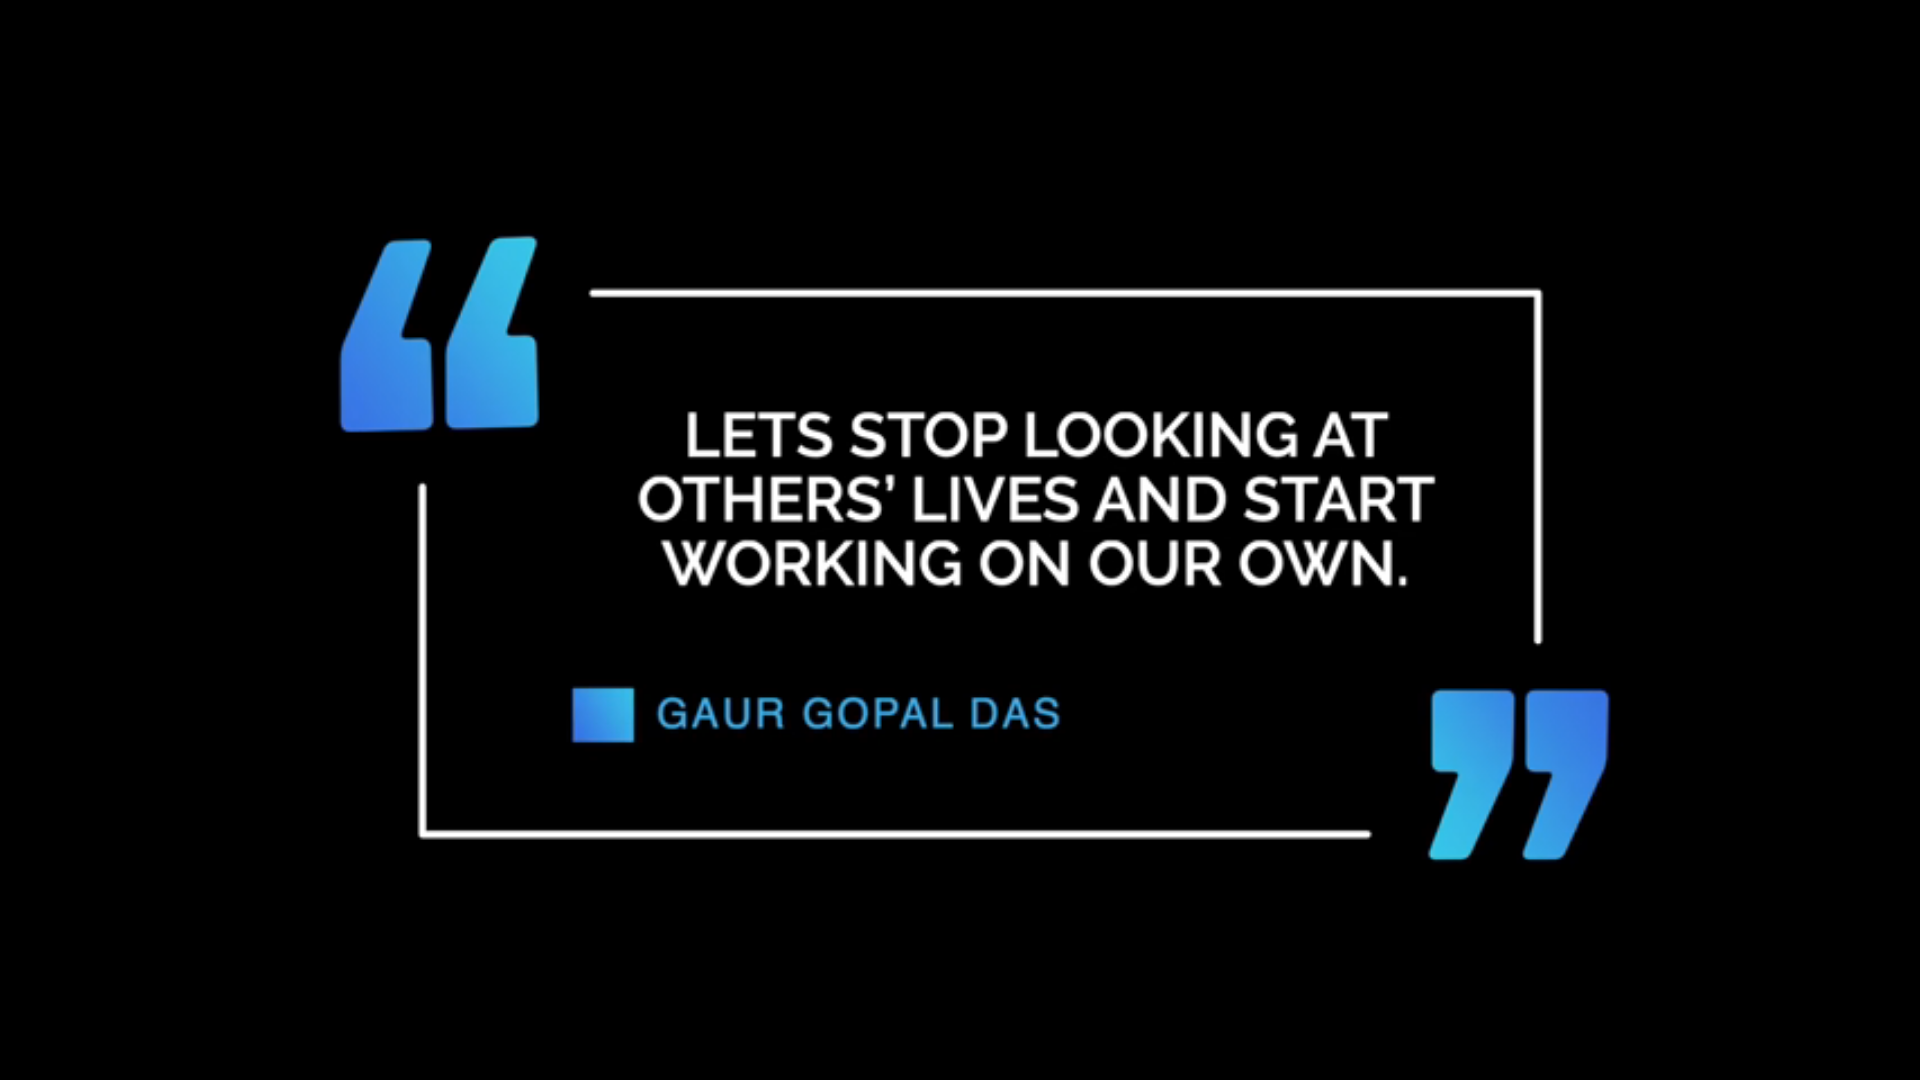 LETS STOP LOOKING AT
OTHERS’ LIVES AND START
WORKING ON OUR OWN.
GAUR GOPAL DAS